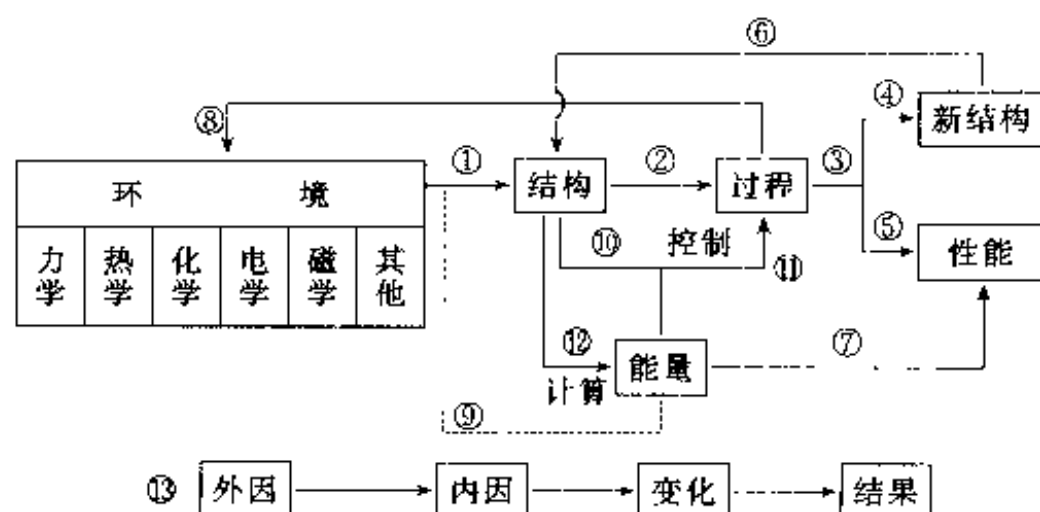 ⑥
④ 新结构
⑧
① ② ③
环 境 结构 过程
⑤
⑩ 控制 ⑪ 性能
力学 热学 化学 电学 磁学 其他
⑫ 能量 ⑦
计算
⑨
⑬ 外因 内因 变化 结果